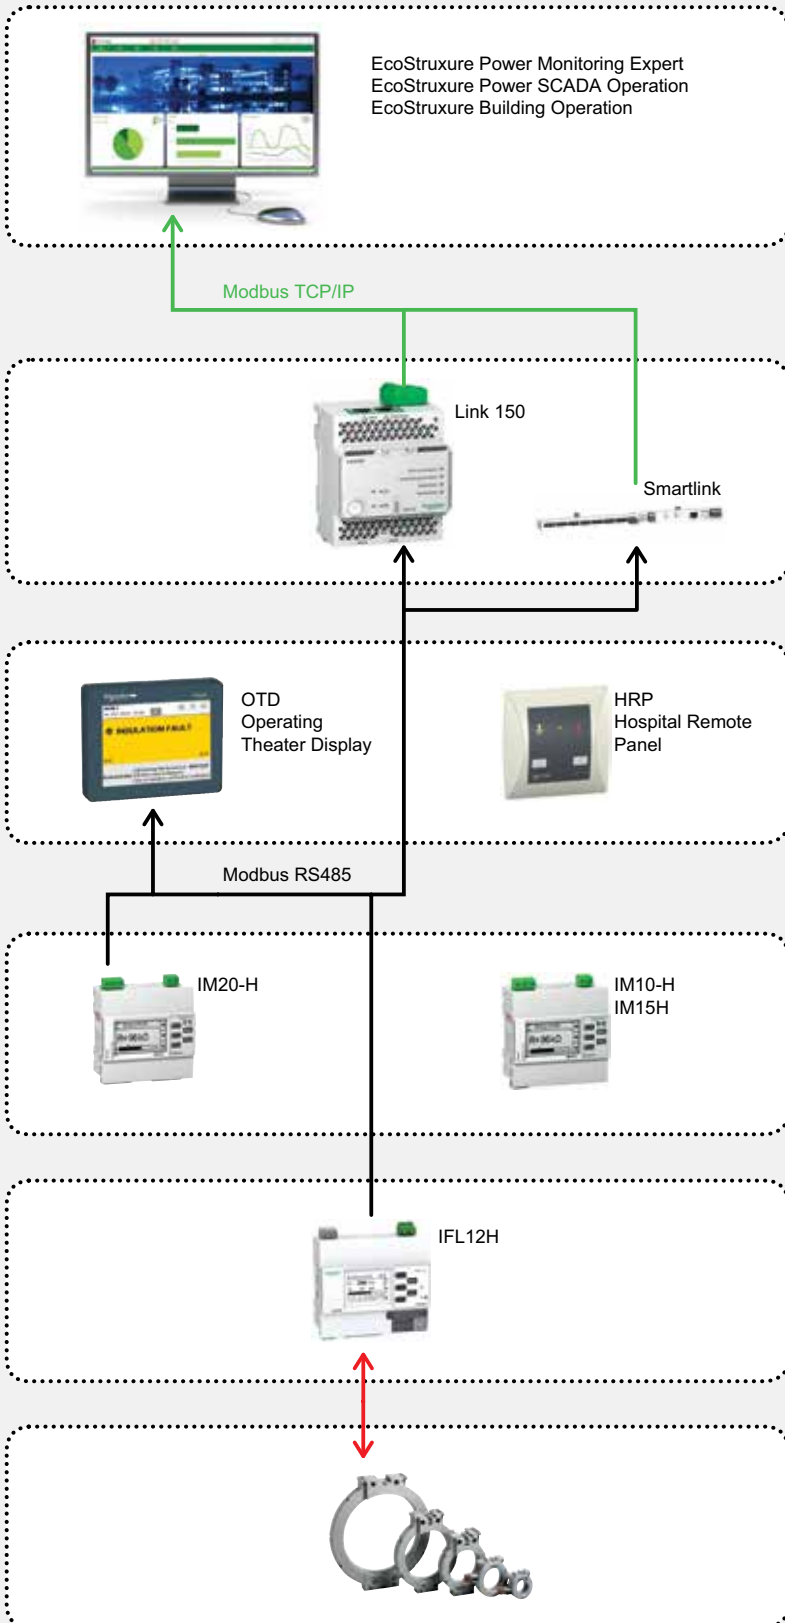 EcoStruxure Power Monitoring Expert
EcoStruxure Power SCADA Operation
EcoStruxure Building Operation
Modbus TCP/IP
Link 150
Smartlink
OTD
Operating
Theater Display
INSULATION FAULT
HRP
Hospital Remote
Panel
Modbus RS485
IM20-H
IM10-H
IM15H
IFL12H